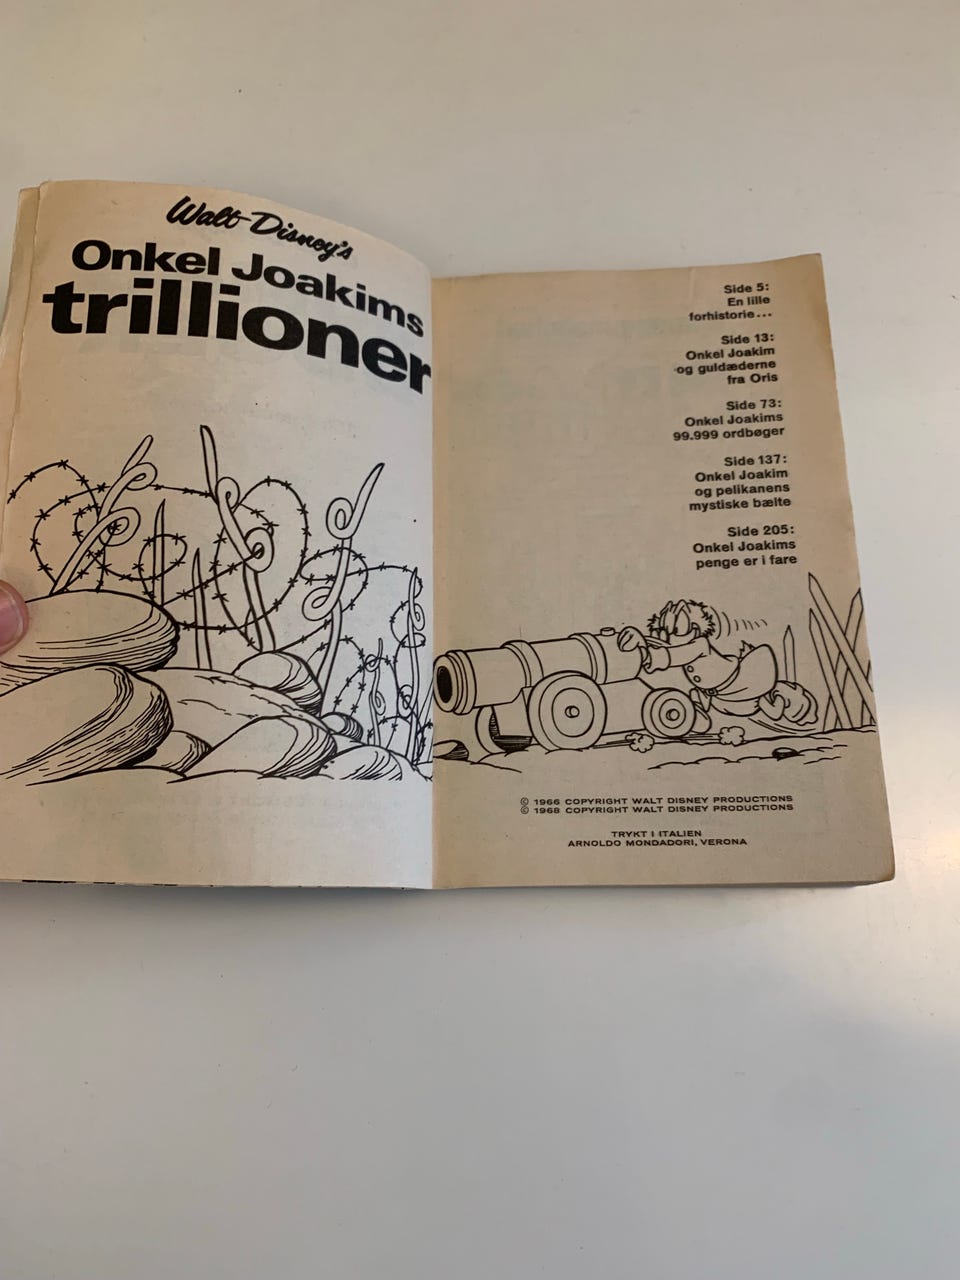 Walt Disney's
Onkel Joakims
trillioner
Side 5:
En lille
forhistorie...
Side 13:
Onkel Joakim
og guldæderne
fra Oris
Side 73:
Onkel Joakims
99.999 ordbøger
Side 137:
Onkel Joakim
og pelikanens
mystiske bælte
Side 205:
Onkel Joakims
penge er i fare
© 1966 COPYRIGHT WALT DISNEY PRODUCTIONS
© 1968 COPYRIGHT WALT DISNEY PRODUCTIONS
TRYKT I ITALIEN
ARNOLDO MONDADORI, VERONA